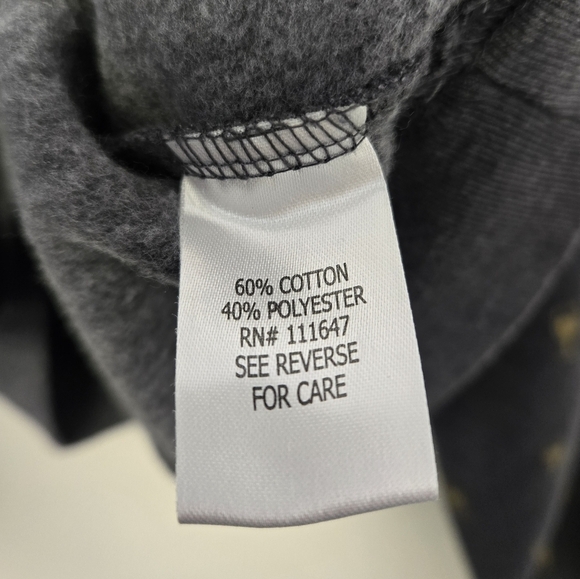 60% COTTON
40% POLYESTER
RN# 111647
SEE REVERSE
FOR CARE